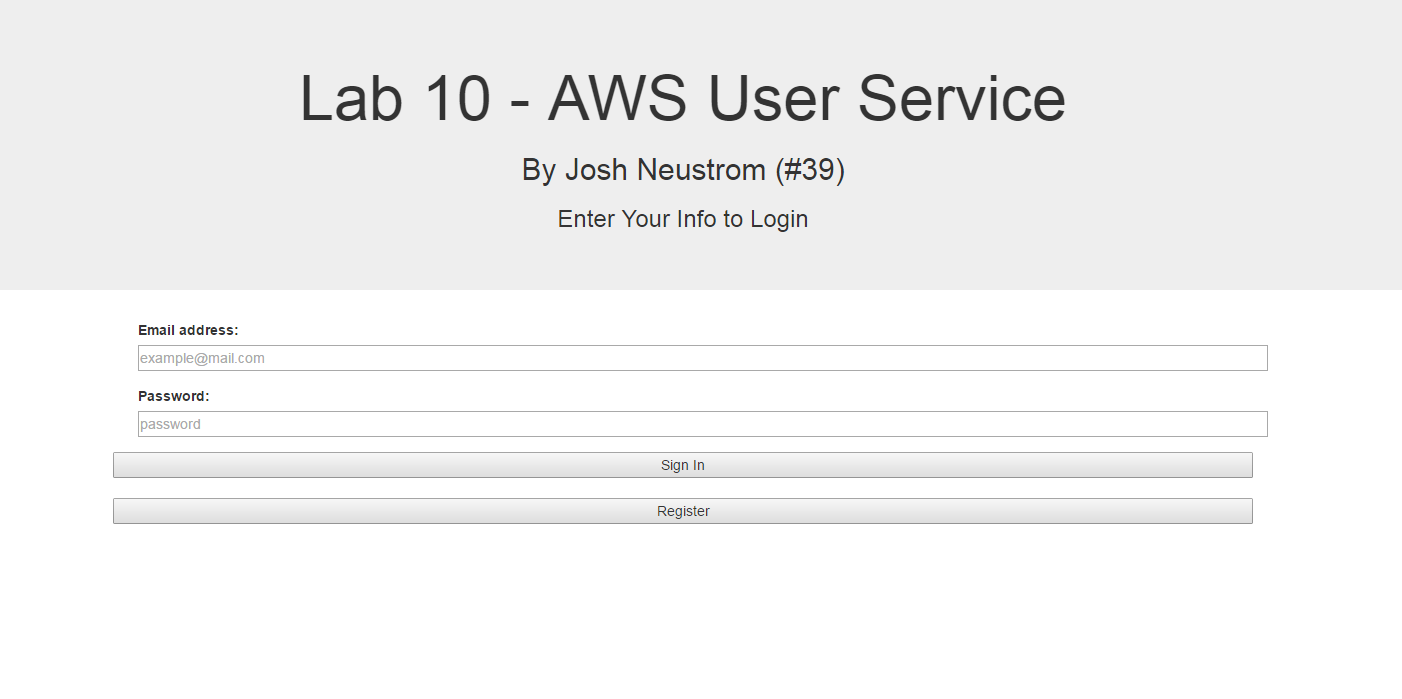 Lab 10 - AWS User Service
By Josh Neustrom (#39)
Enter Your Info to Login
Email address:
example@mail.com
Password:
password
Sign In
Register